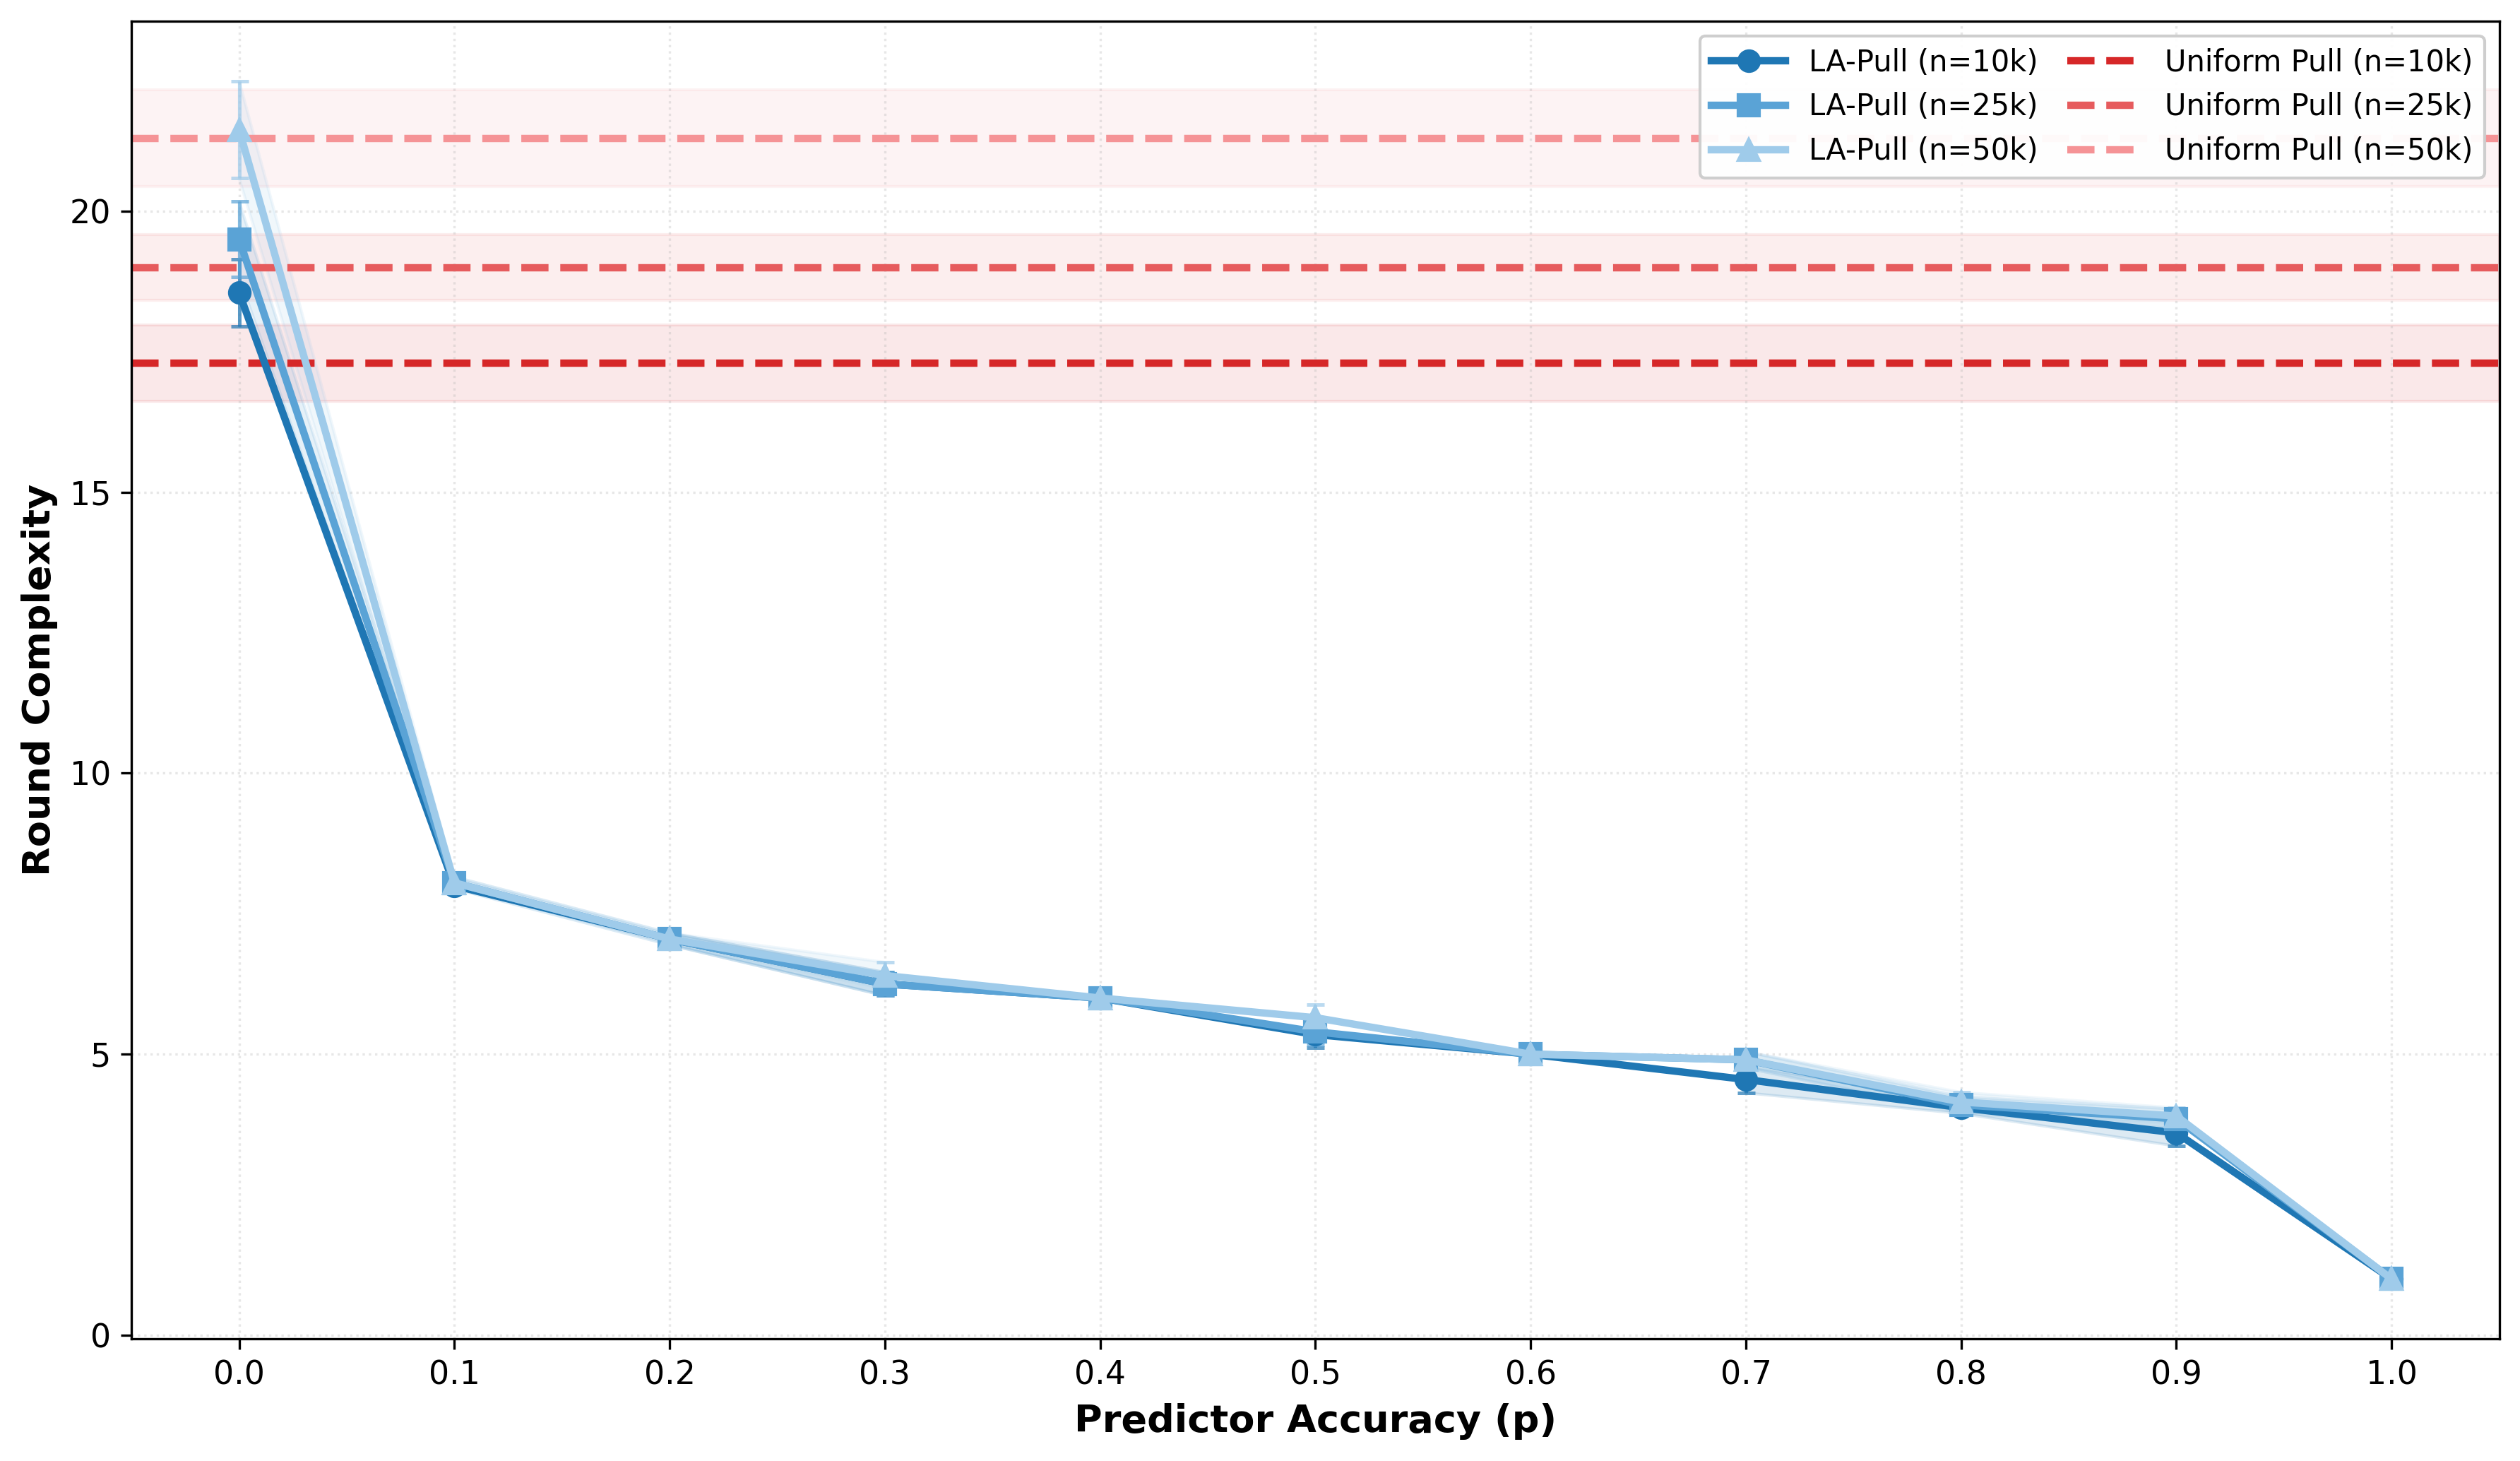 LA-Pull (n=10k) Uniform Pull (n=10k)
LA-Pull (n=25k) Uniform Pull (n=25k)
LA-Pull (n=50k) Uniform Pull (n=50k)
20
15
10
5
0
Round Complexity
0.0 0.1 0.2 0.3 0.4 0.5 0.6 0.7 0.8 0.9 1.0
Predictor Accuracy (p)